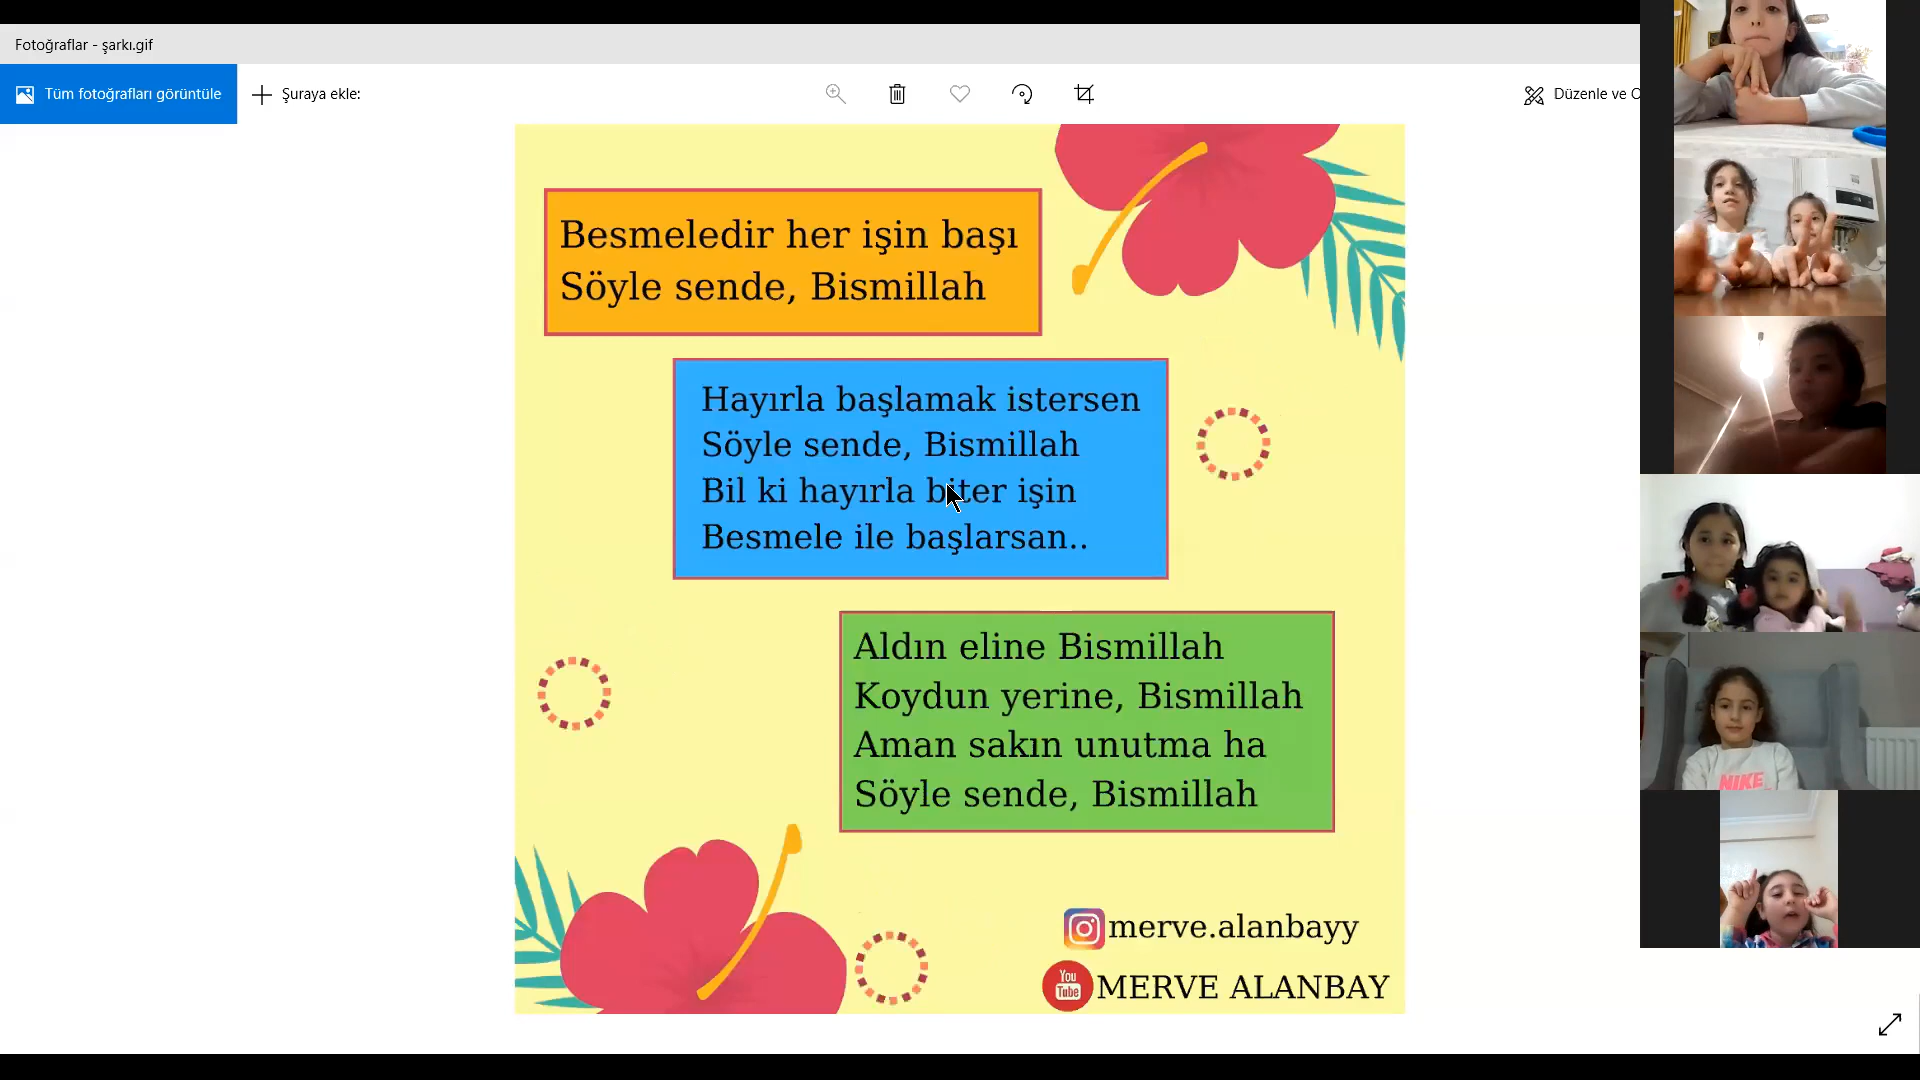 Fotoğraflar - şarkı.gif
Tüm fotoğrafları görüntüle
Şuraya ekle:
Düzenle ve O
Besmeledir her işin başı
Söyle sende, Bismillah
Hayırla başlamak istersen
Söyle sende, Bismillah
Bil ki hayırla biter işin
Besmele ile başlarsan..
Aldın eline Bismillah
Koydun yerine, Bismillah
Aman sakın unutma ha
Söyle sende, Bismillah
merve.alanbayy
You
Tube
MERVE ALANBAY
NIKE